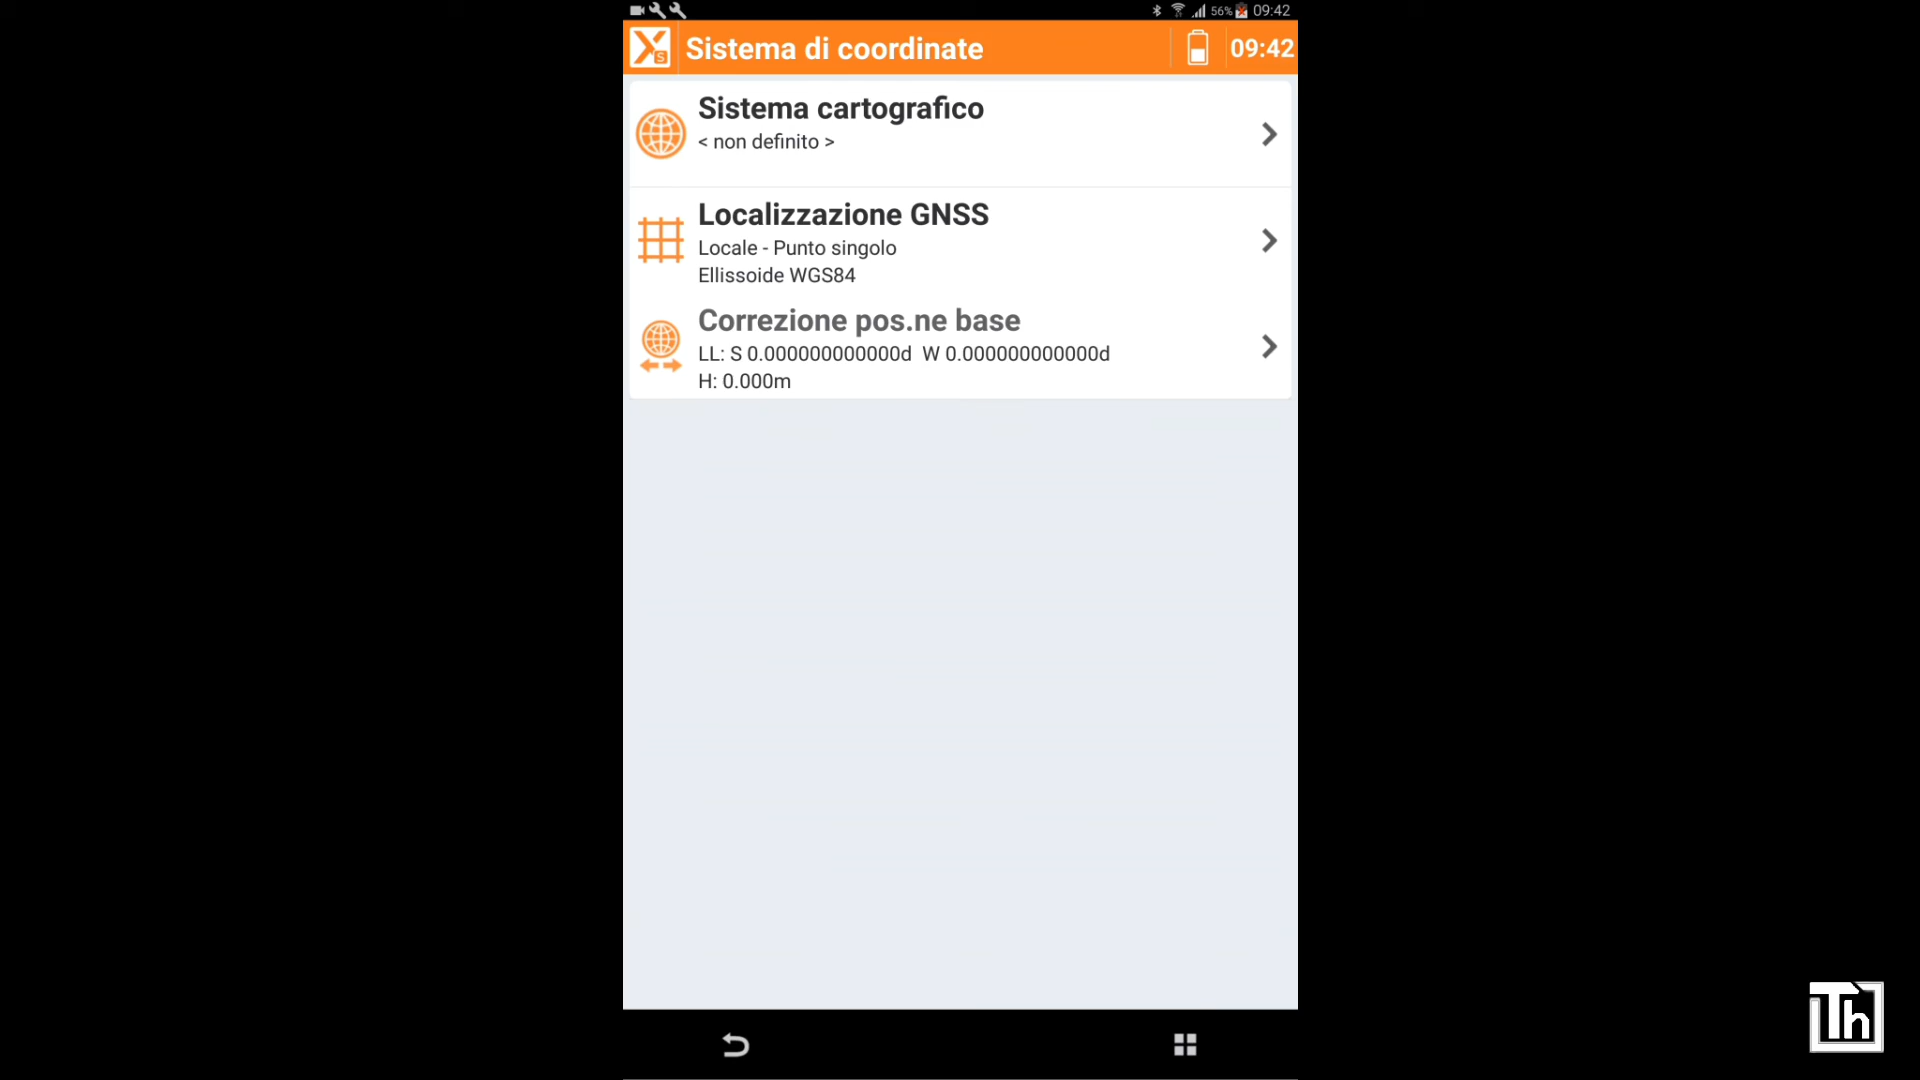 56% 09:42
Sistema di coordinate 09:42
Sistema cartografico
< non definito >
Localizzazione GNSS
Locale - Punto singolo
Ellissoide WGS84
Correzione pos.ne base
LL: S 0.000000000000d W 0.000000000000d
H: 0.000m
Th